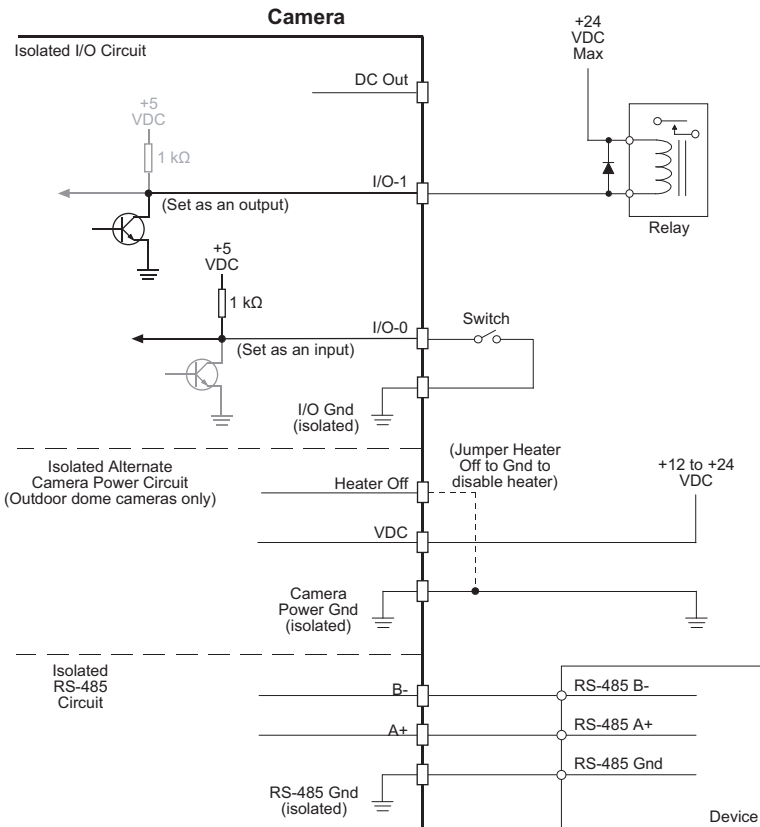 Camera
Isolated I/O Circuit
+24
VDC
Max
DC Out
+5
VDC
1 kΩ
I/O-1
(Set as an output)
Relay
+5
VDC
1 kΩ
I/O-0
Switch
(Set as an input)
I/O Gnd
(isolated)
Isolated Alternate
Camera Power Circuit
(Outdoor dome cameras only)
(Jumper Heater
Off to Gnd to
disable heater)
+12 to +24
VDC
Heater Off
VDC
Camera
Power Gnd
(isolated)
Isolated
RS-485
Circuit
B-
RS-485 B-
A+
RS-485 A+
RS-485 Gnd
RS-485 Gnd
(isolated)
Device